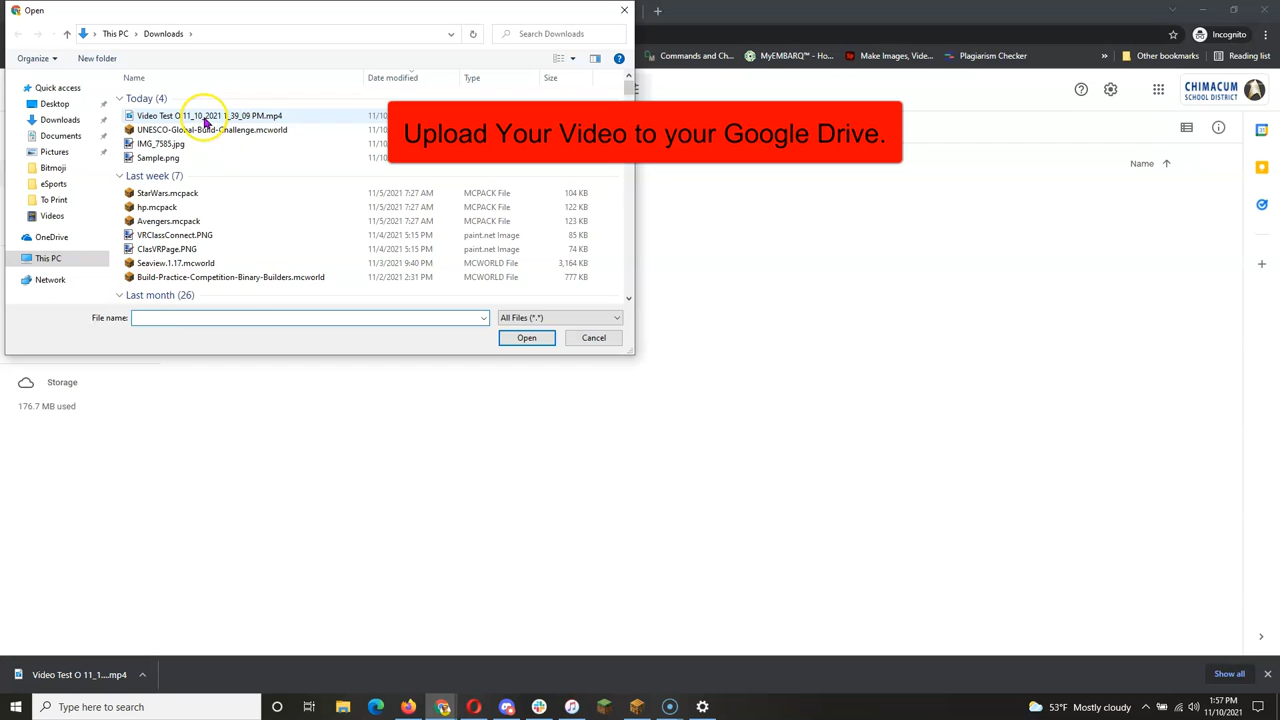 Open
This PC > Downloads >
Search Downloads
Incognito
Organize
New folder
Commands and Ch...
MyEMBARQ™ - Ho...
Make Images, Vide...
Plagiarism Checker
»
Other bookmarks
Reading list
Name
Date modified
Type
Size
Quick access
Desktop
Downloads
Documents
Pictures
Bitmoji
eSports
To Print
Videos
OneDrive
This PC
Network
Today (4)
Video Test O 11_10_2021 1_39_09 PM.mp4 11/10
UNESCO-Global-Build-Challenge.mcworld 11/10
IMG_7585.jpg 11/10
Sample.png 11/10
Last week (7)
StarWars.mcpack 11/5/2021 7:27 AM MCPACK File 104 KB
hp.mcpack 11/5/2021 7:27 AM MCPACK File 122 KB
Avengers.mcpack 11/5/2021 7:27 AM MCPACK File 123 KB
VRClassConnect.PNG 11/4/2021 5:15 PM paint.net Image 85 KB
ClasVRPage.PNG 11/4/2021 5:15 PM paint.net Image 74 KB
Seaview.1.17.mcworld 11/3/2021 9:40 PM MCWORLD File 3,164 KB
Build-Practice-Competition-Binary-Builders.mcworld 11/2/2021 2:31 PM MCWORLD File 777 KB
Last month (26)
File name:
All Files (*.*)
Open
Cancel
Upload Your Video to your Google Drive.
CHIMACUM
SCHOOL DISTRICT
Name
Storage
176.7 MB used
Video Test O 11_1....mp4
Show all
Type here to search
53°F Mostly cloudy
1:57 PM
11/10/2021